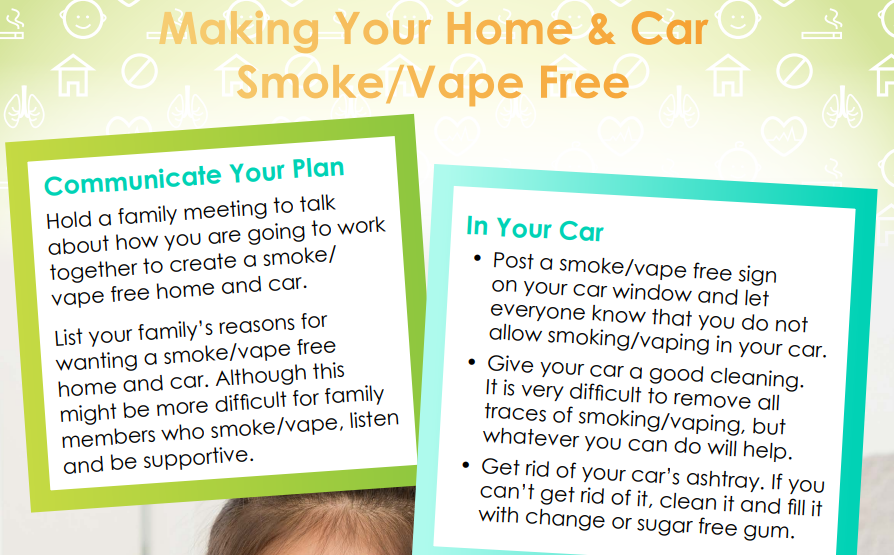 Making Your Home & Car
Smoke/Vape Free
Communicate Your Plan
Hold a family meeting to talk
about how you are going to work
together to create a smoke/
vape free home and car.
List your family's reasons for
wanting a smoke/vape free
home and car. Although this
might be more difficult for family
members who smoke/vape, listen
and be supportive.
In Your Car
• Post a smoke/vape free sign
on your car window and let
everyone know that you do not
allow smoking/vaping in your car.
• Give your car a good cleaning.
It is very difficult to remove all
traces of smoking/vaping, but
whatever you can do will help.
• Get rid of your car's ashtray. If you
can't get rid of it, clean it and fill it
with change or sugar free gum.